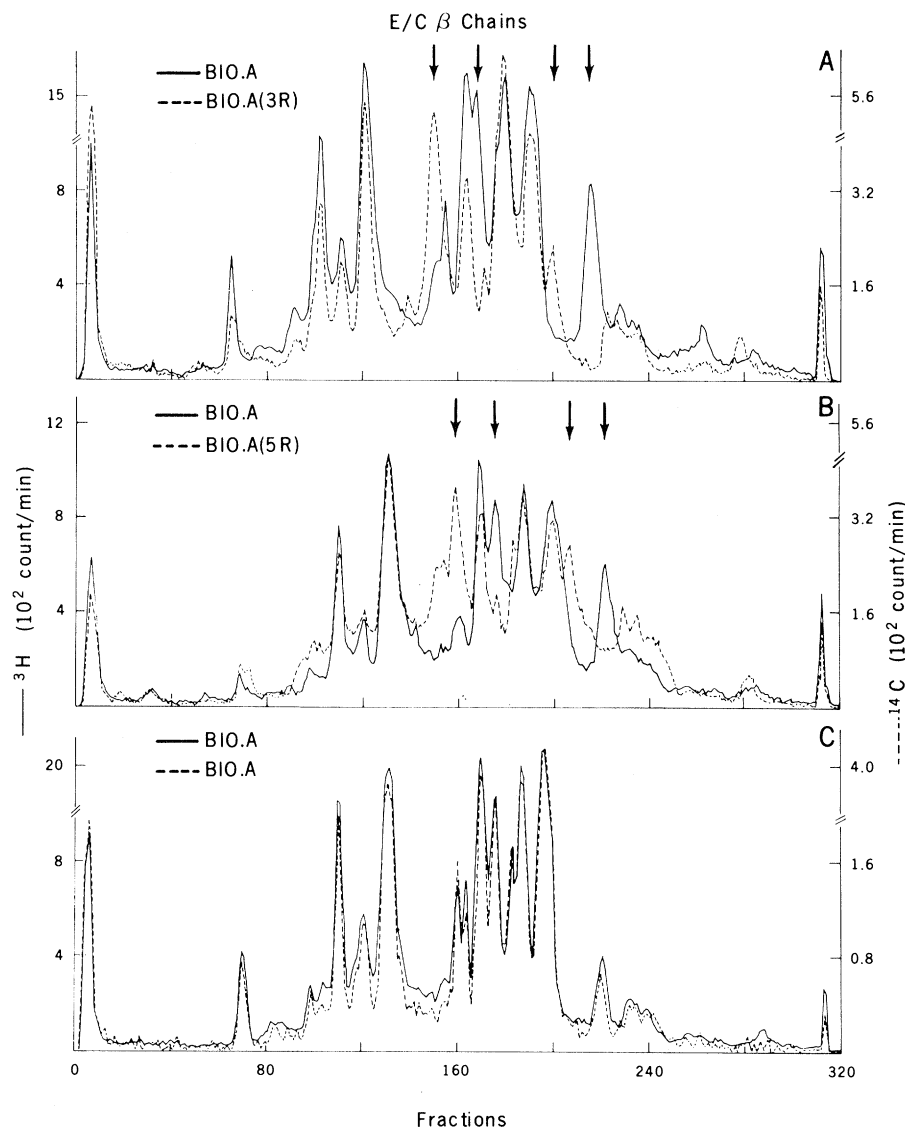 E/C β Chains
A
BIO.A
BIO.A(3R)
15
8
4
5.6
3.2
1.6
B
BIO.A
BIO.A(5R)
12
8
4
5.6
3.2
1.6
³H (10² count/min)
¹⁴C (10² count/min)
C
BIO.A
BIO.A
20
8
4
4.0
1.6
0.8
0 80 160 240 320
Fractions